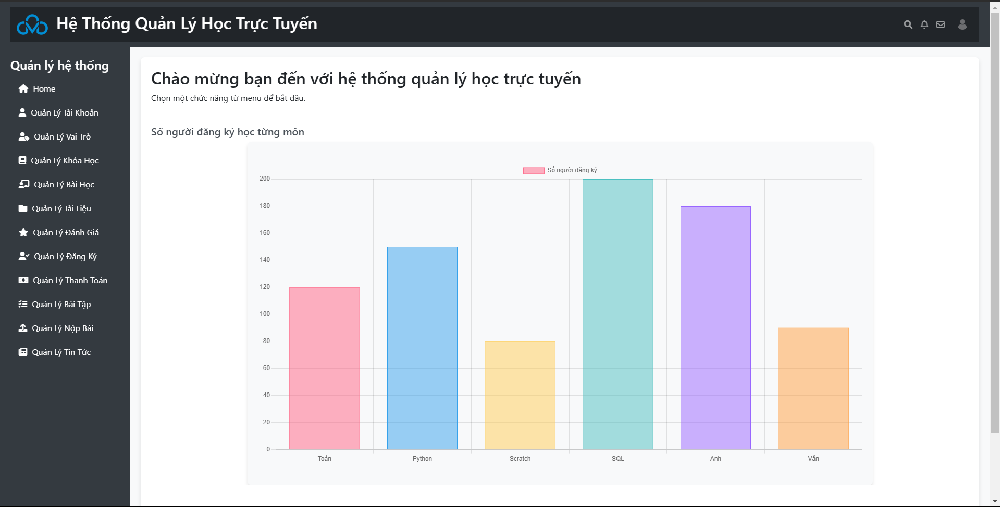 Hệ Thống Quản Lý Học Trực Tuyến
Quản lý hệ thống
Home
Quản Lý Tài Khoản
Quản Lý Vai Trò
Quản Lý Khóa Học
Quản Lý Bài Học
Quản Lý Tài Liệu
Quản Lý Đánh Giá
Quản Lý Đăng Ký
Quản Lý Thanh Toán
Quản Lý Bài Tập
Quản Lý Nộp Bài
Quản Lý Tin Tức
Chào mừng bạn đến với hệ thống quản lý học trực tuyến
Chọn một chức năng từ menu để bắt đầu.
Số người đăng ký học từng môn
Số người đăng ký
200
180
160
140
120
100
80
60
40
20
0
Toán Python Scratch SQL Anh Văn